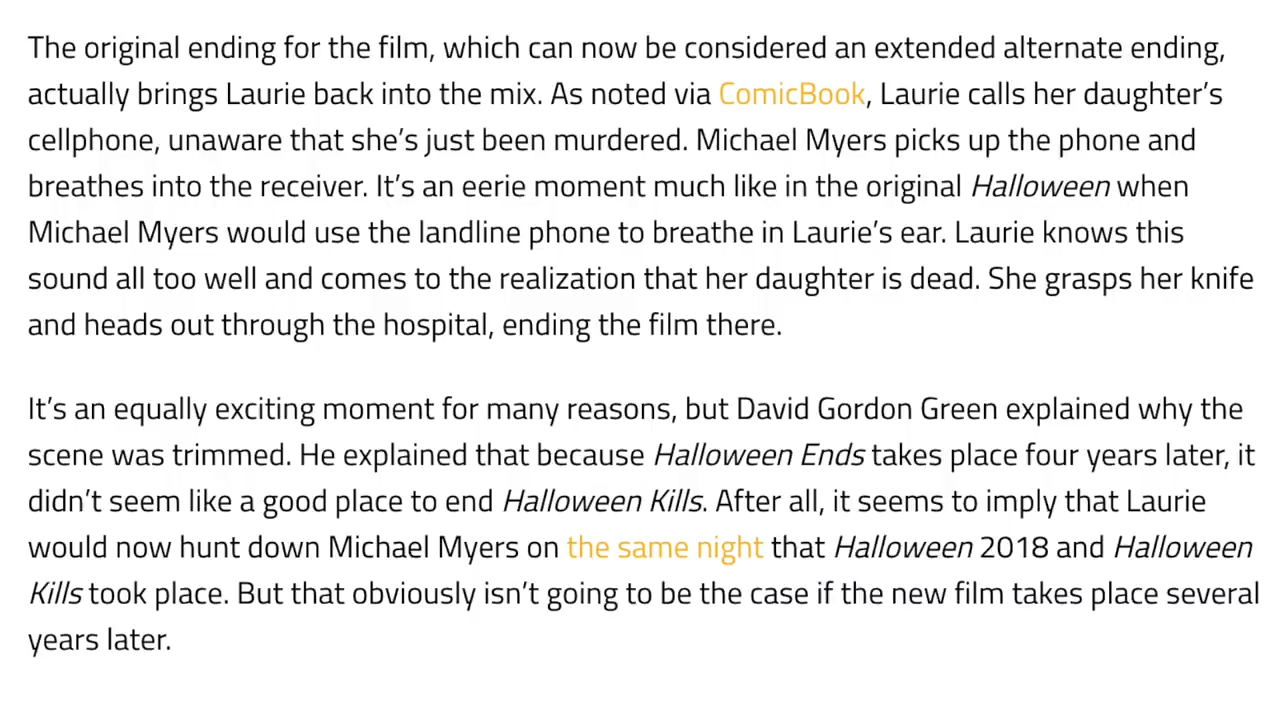 The original ending for the film, which can now be considered an extended alternate ending,
actually brings Laurie back into the mix. As noted via ComicBook, Laurie calls her daughter’s
cellphone, unaware that she’s just been murdered. Michael Myers picks up the phone and
breathes into the receiver. It’s an eerie moment much like in the original Halloween when
Michael Myers would use the landline phone to breathe in Laurie’s ear. Laurie knows this
sound all too well and comes to the realization that her daughter is dead. She grasps her knife
and heads out through the hospital, ending the film there.
It’s an equally exciting moment for many reasons, but David Gordon Green explained why the
scene was trimmed. He explained that because Halloween Ends takes place four years later, it
didn’t seem like a good place to end Halloween Kills. After all, it seems to imply that Laurie
would now hunt down Michael Myers on the same night that Halloween 2018 and Halloween
Kills took place. But that obviously isn’t going to be the case if the new film takes place several
years later.